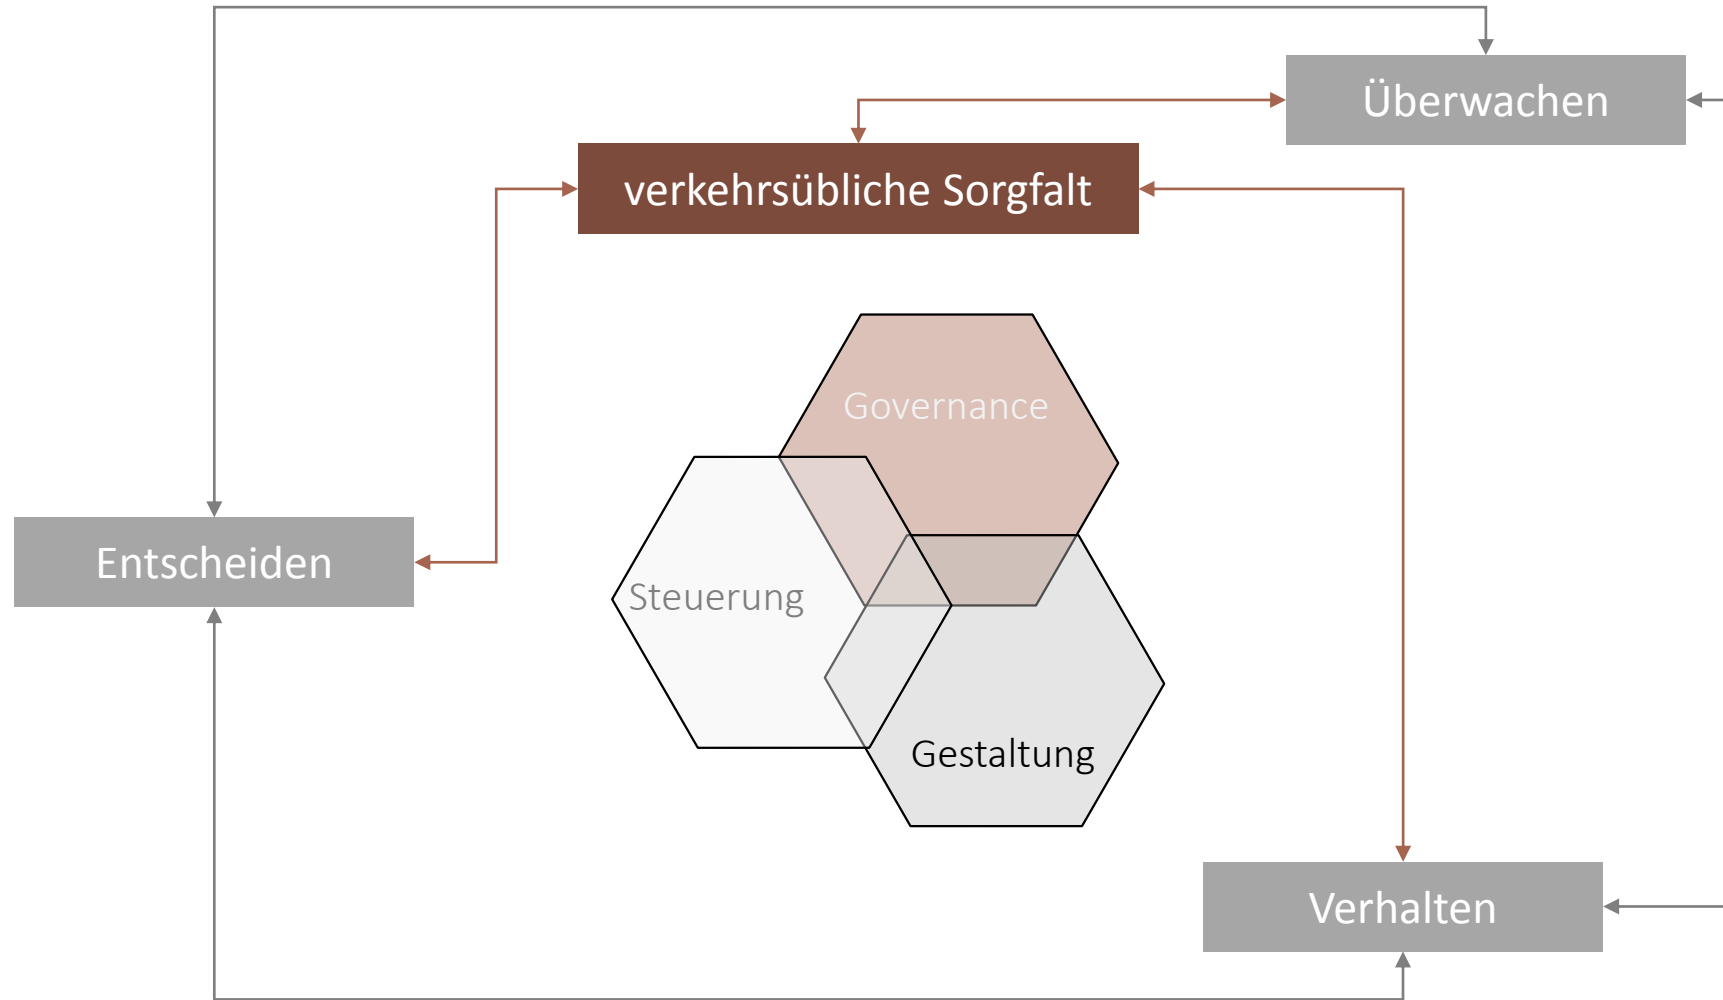 Überwachen
verkehrsübliche Sorgfalt
Governance
Entscheiden
Steuerung
Gestaltung
Verhalten